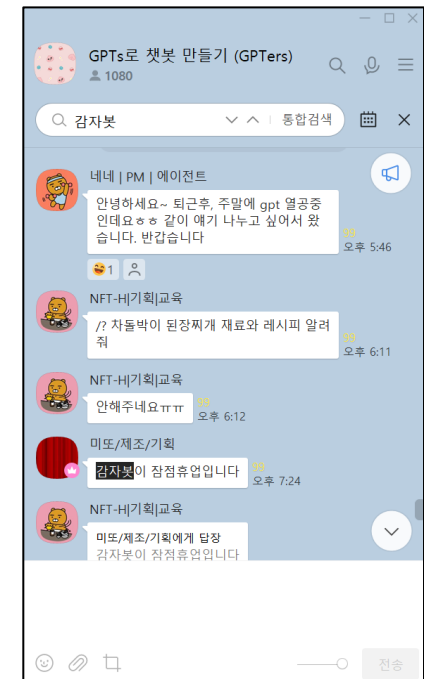 GPTs로 챗봇 만들기 (GPTers)
1080
감자봇
통합검색
네네 | PM | 에이전트
안녕하세요~ 퇴근후, 주말에 gpt 열공중
인데요ㅎㅎ 같이 얘기 나누고 싶어서 왔
습니다. 반갑습니다
99
오후 5:46
1
NFT-H|기획|교육
/? 차돌박이 된장찌개 재료와 레시피 알려
줘
99
오후 6:11
NFT-H|기획|교육
안해주네요ㅠㅠ
99
오후 6:12
미또/제조/기획
감자봇이 잠점휴업입니다
99
오후 7:24
NFT-H|기획|교육
미또/제조/기획에게 답장
감자봇이 잠점휴업입니다
전송